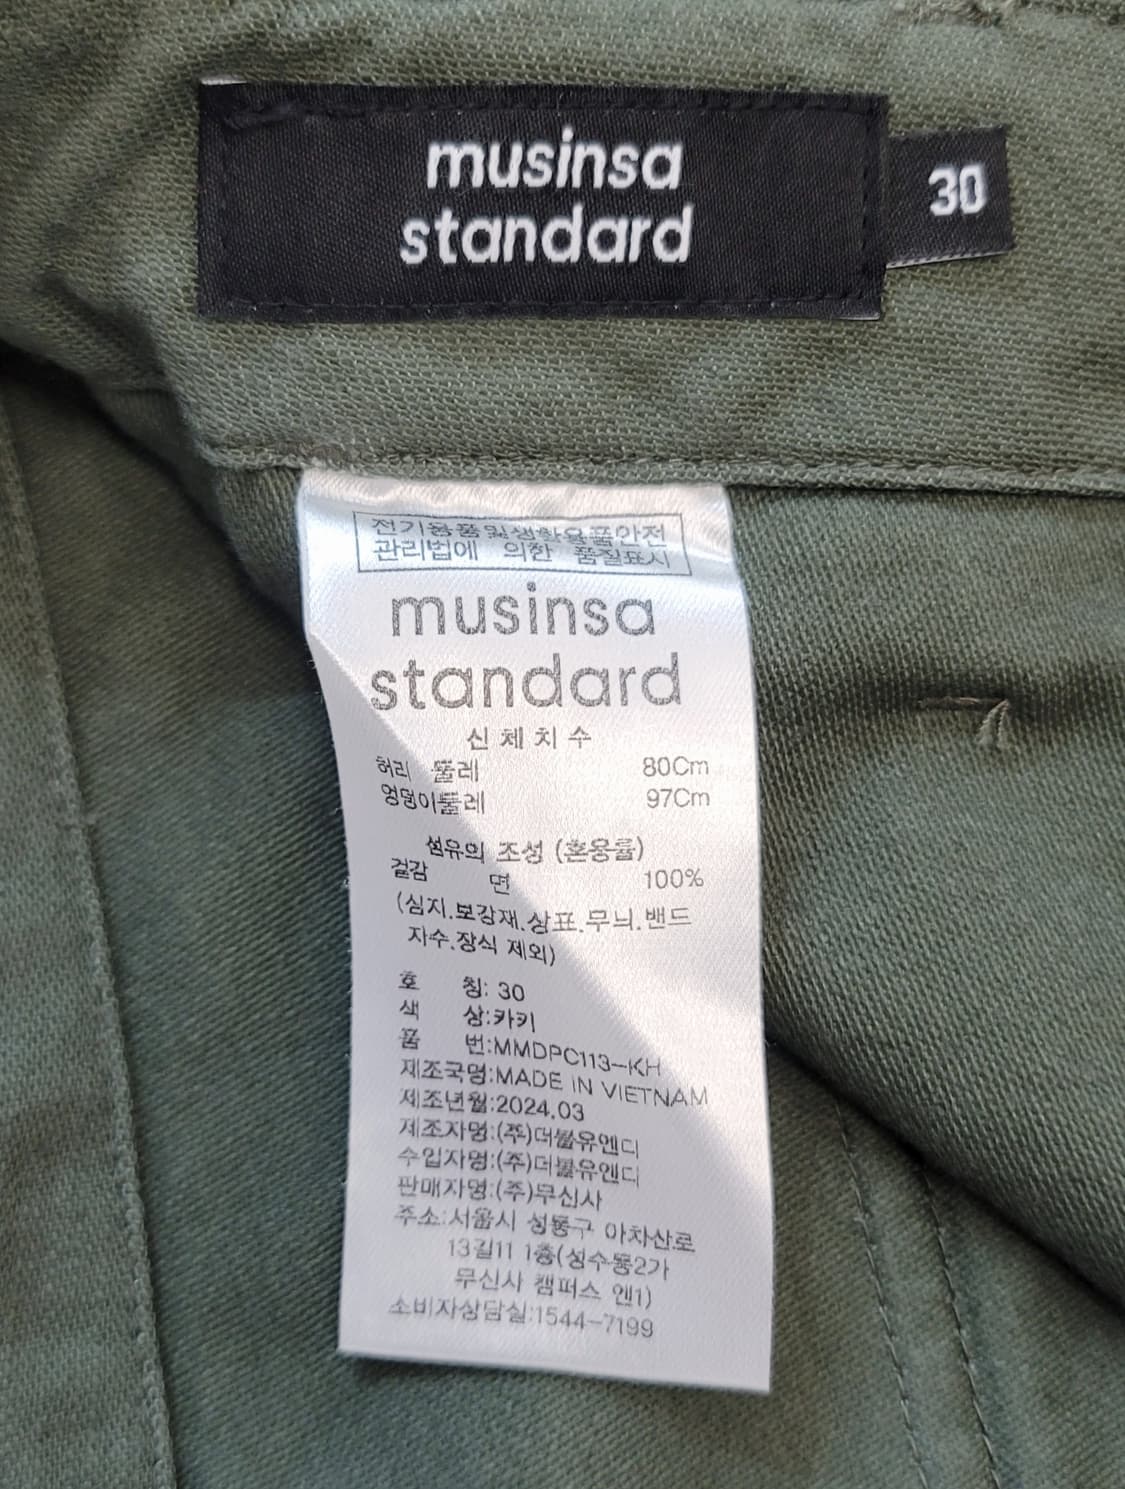 musinsa
standard
30
전기용품및생활용품안전
관리법에 의한 품질표시
musinsa
standard
신체치수
허리 둘레 80Cm
엉덩이둘레 97Cm
섬유의 조성 (혼용률)
겉감 면 100%
(심지.보강재.상표.무늬.밴드
자수.장식 제외)
호 칭: 30
색 상:카키
품 번:MMDPC113-KH
제조국명:MADE IN VIETNAM
제조년월:2024.03
제조자명:(주)더블유엔디
수입자명:(주)더블유엔디
판매자명:(주)무신사
주소:서울시 성동구 아차산로
13길11 1층(성수동2가
무신사 캠퍼스 엔1)
소비자상담실:1544-7199